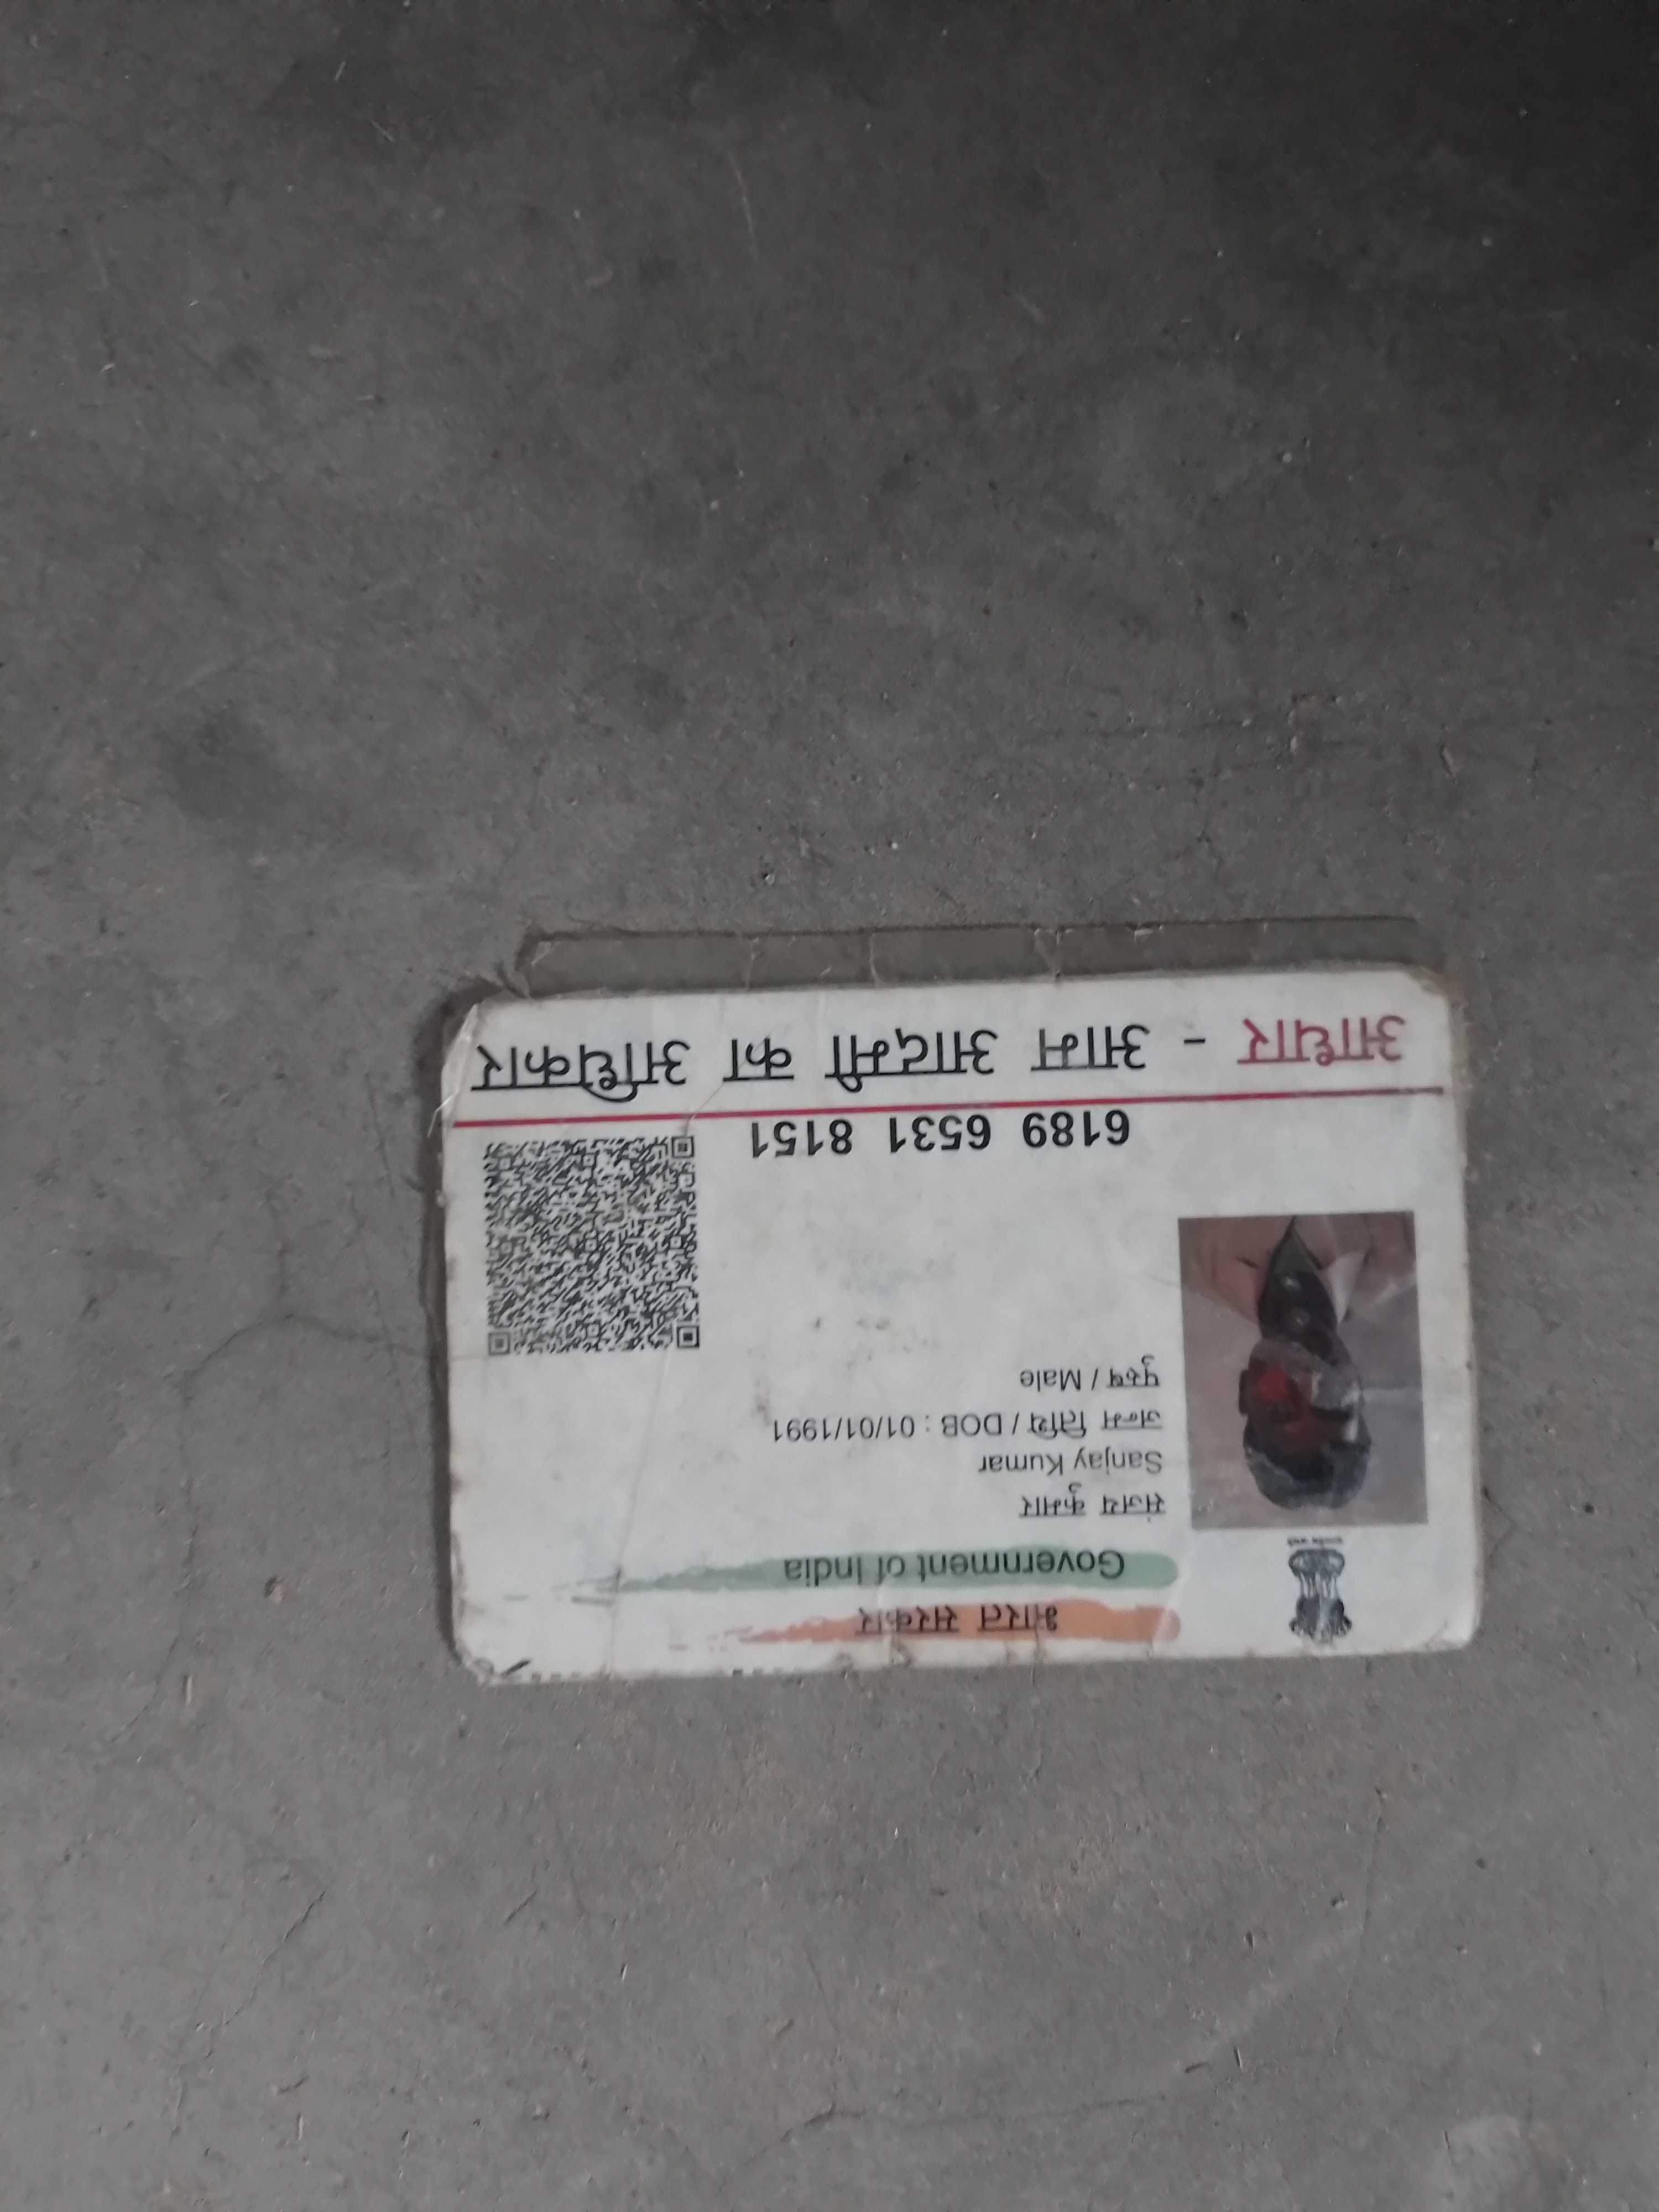 भारत सरकार
Government of India
संजय कुमार
Sanjay Kumar
जन्म तिथि / DOB : 01/01/1991
पुरुष / Male
6189 6531 8151
आधार - आम आदमी का अधिकार